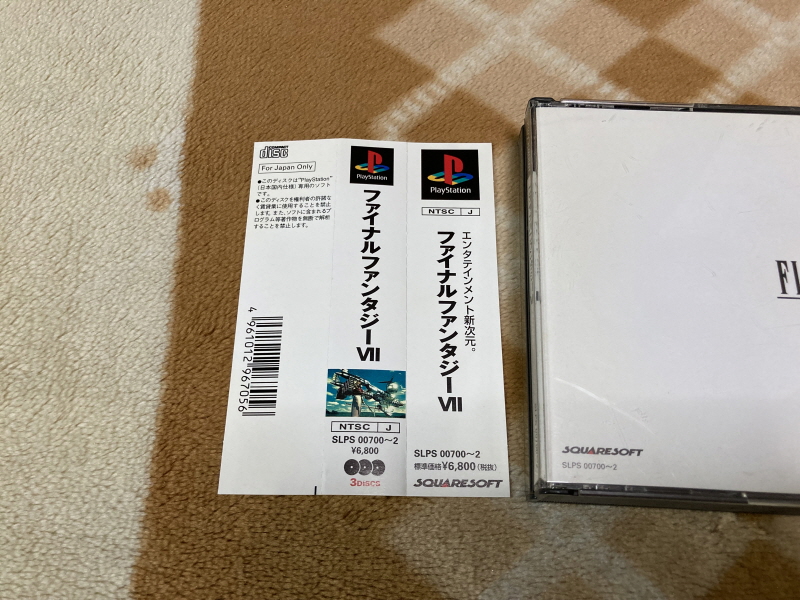 COMPACT
disc
For Japan Only
●このディスクは"PlayStation"
(日本国内仕様)専用のソフト
です。
●このディスクを権利者の許諾な
く賃貸業に使用することを禁止
します。また、ソフトに含まれるプ
ログラム等著作物を無断で解析
することを禁止します。
4961012967056
PlayStation
ファイナルファンタジーⅦ
NTSC J
SLPS 00700〜2
¥6,800
3DISCS
PlayStation
NTSC J
エンタテインメント新次元。
ファイナルファンタジーⅦ
SLPS 00700〜2
標準価格¥6,800(税抜)
SQUARESOFT
FI
SQUARESOFT
SLPS 00700〜2